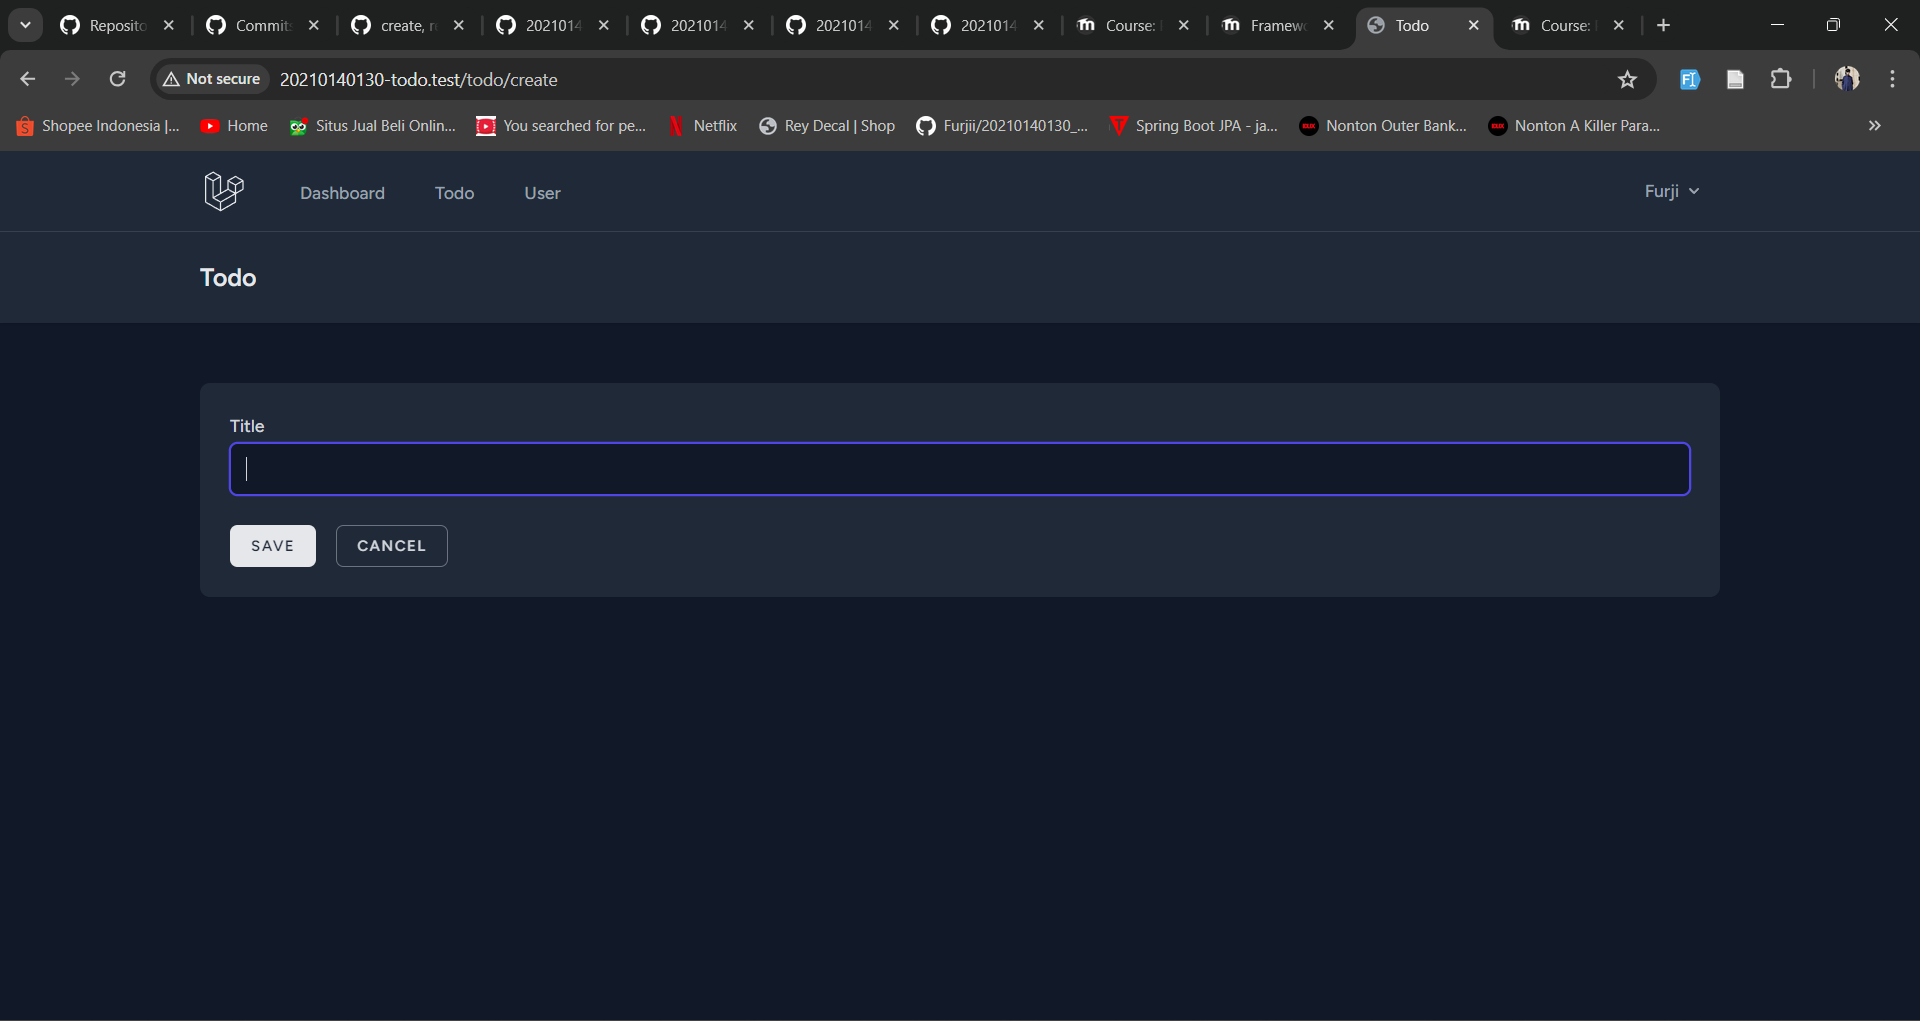 Reposito
Commit
create, r
2021014
2021014
2021014
2021014
Course:
Framew
Todo
Course:
Not secure
20210140130-todo.test/todo/create
Shopee Indonesia |...
Home
Situs Jual Beli Onlin...
You searched for pe...
Netflix
Rey Decal | Shop
Furjii/20210140130_...
Spring Boot JPA - ja...
Nonton Outer Bank...
Nonton A Killer Para...
Dashboard
Todo
User
Furji
Todo
Title
SAVE
CANCEL